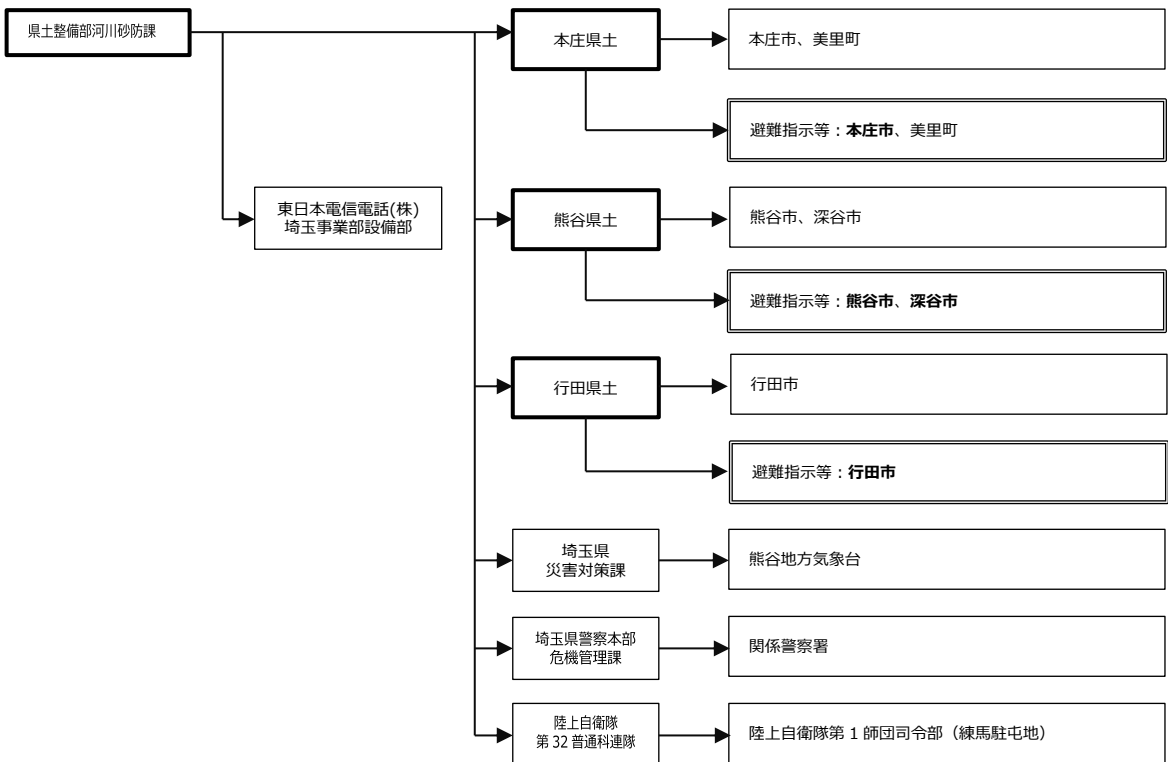 県土整備部河川砂防課
本庄県土
本庄市、美里町
避難指示等：本庄市、美里町
東日本電信電話(株)
埼玉事業部設備部
熊谷県土
熊谷市、深谷市
避難指示等：熊谷市、深谷市
行田県土
行田市
避難指示等：行田市
埼玉県
災害対策課
熊谷地方気象台
埼玉県警察本部
危機管理課
関係警察署
陸上自衛隊
第 32 普通科連隊
陸上自衛隊第 1 師団司令部（練馬駐屯地）